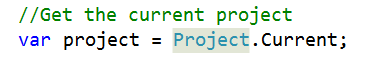 //Get the current project
var project = Project.Current;